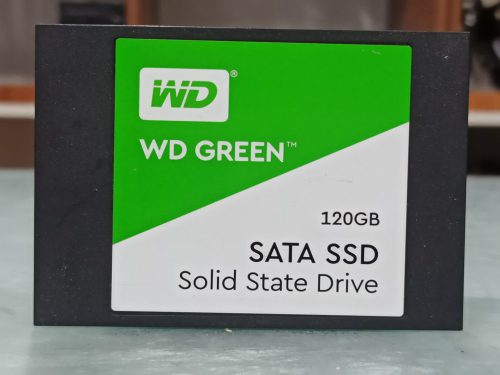 WD®
WD GREEN™
120GB
SATA SSD
Solid State Drive